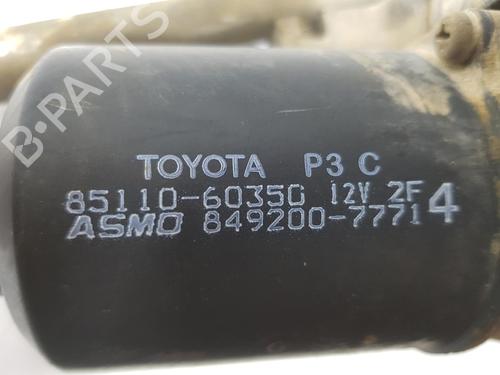 B-PARTS
TOYOTA P3 C
85110-60350 12V 2F 4
ASMO 849200-7771